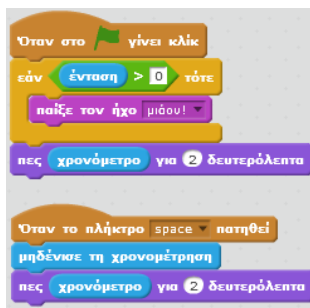 Όταν στο γίνει κλικ
εάν ένταση > 0 τότε
παίξε τον ήχο μιάου!
πες χρονόμετρο για 2 δευτερόλεπτα
Όταν το πλήκτρο space πατηθεί
μηδένισε τη χρονομέτρηση
πες χρονόμετρο για 2 δευτερόλεπτα